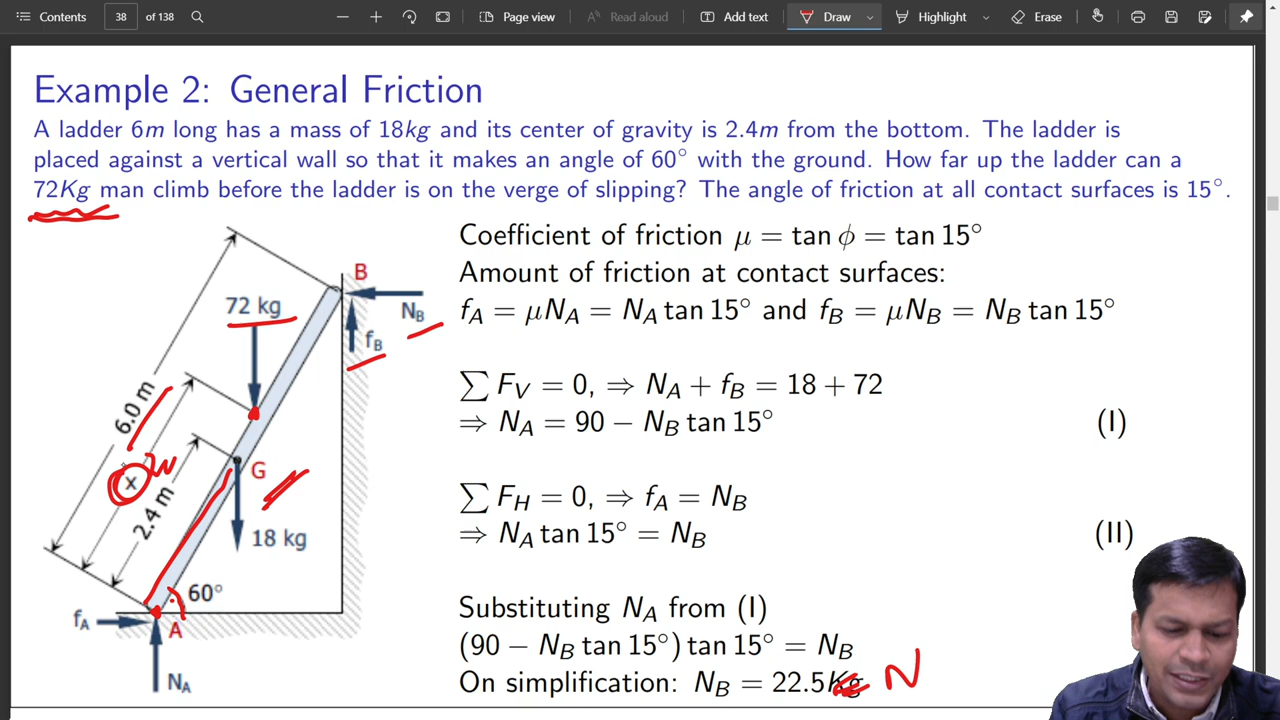 Contents 38 of 138 Page view Read aloud Add text Draw Highlight Erase
Example 2: General Friction
A ladder 6m long has a mass of 18kg and its center of gravity is 2.4m from the bottom. The ladder is
placed against a vertical wall so that it makes an angle of 60° with the ground. How far up the ladder can a
72Kg man climb before the ladder is on the verge of slipping? The angle of friction at all contact surfaces is 15°.
B
72 kg
N_B
f_B
6.0 m
x
2.4 m
G
18 kg
60°
f_A
A
N_A
Coefficient of friction μ = tan ϕ = tan 15°
Amount of friction at contact surfaces:
f_A = μN_A = N_A tan 15° and f_B = μN_B = N_B tan 15°
∑ F_V = 0, ⇒ N_A + f_B = 18 + 72
⇒ N_A = 90 − N_B tan 15° (I)
∑ F_H = 0, ⇒ f_A = N_B
⇒ N_A tan 15° = N_B (II)
Substituting N_A from (I)
(90 − N_B tan 15°) tan 15° = N_B
On simplification: N_B = 22.5Kg N